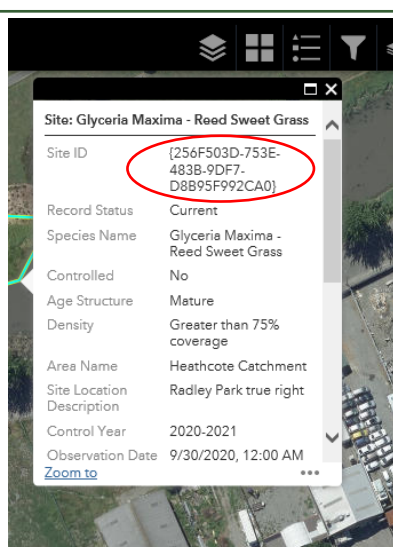 Site: Glyceria Maxima - Reed Sweet Grass
Site ID {256F503D-753E-
483B-9DF7-
D8B95F992CA0}
Record Status Current
Species Name Glyceria Maxima -
Reed Sweet Grass
Controlled No
Age Structure Mature
Density Greater than 75%
coverage
Area Name Heathcote Catchment
Site Location Radley Park true right
Description
Control Year 2020-2021
Observation Date 9/30/2020, 12:00 AM
Zoom to